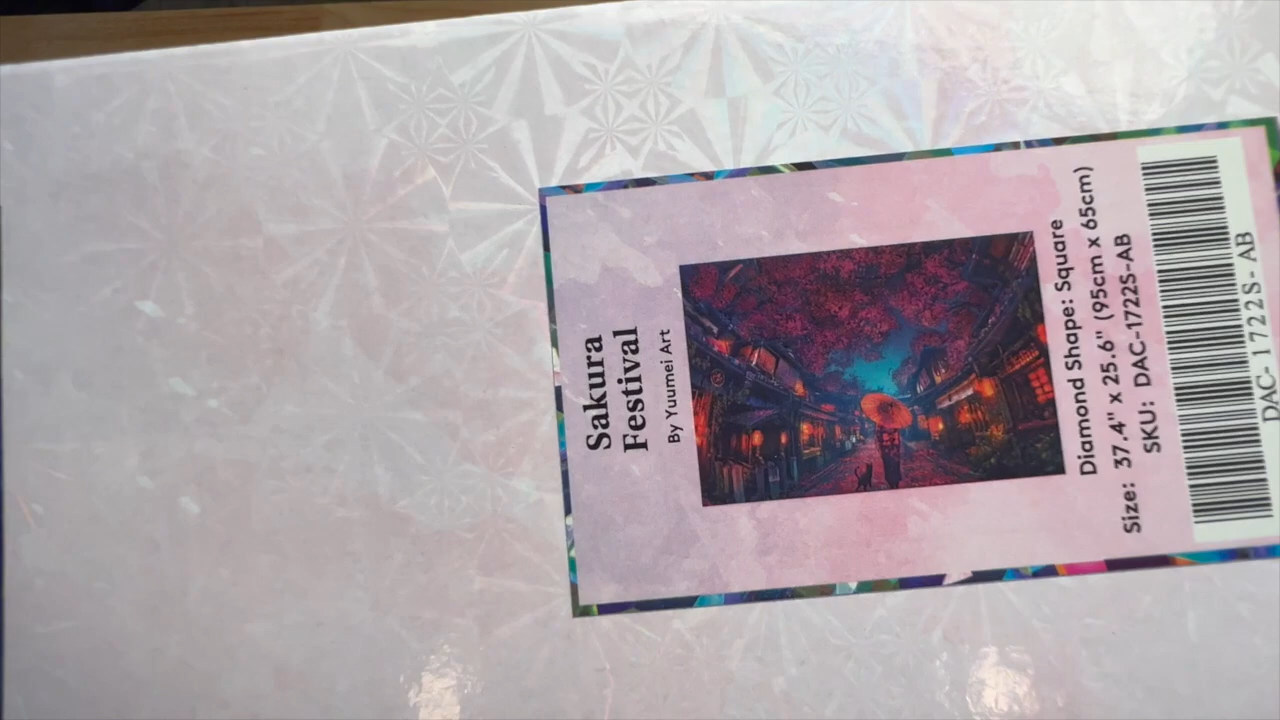 Sakura
Festival
By Yuumei Art
Diamond Shape: Square
Size: 37.4" x 25.6" (95cm x 65cm)
SKU: DAC-1722S-AB
DAC- 1722S- AB